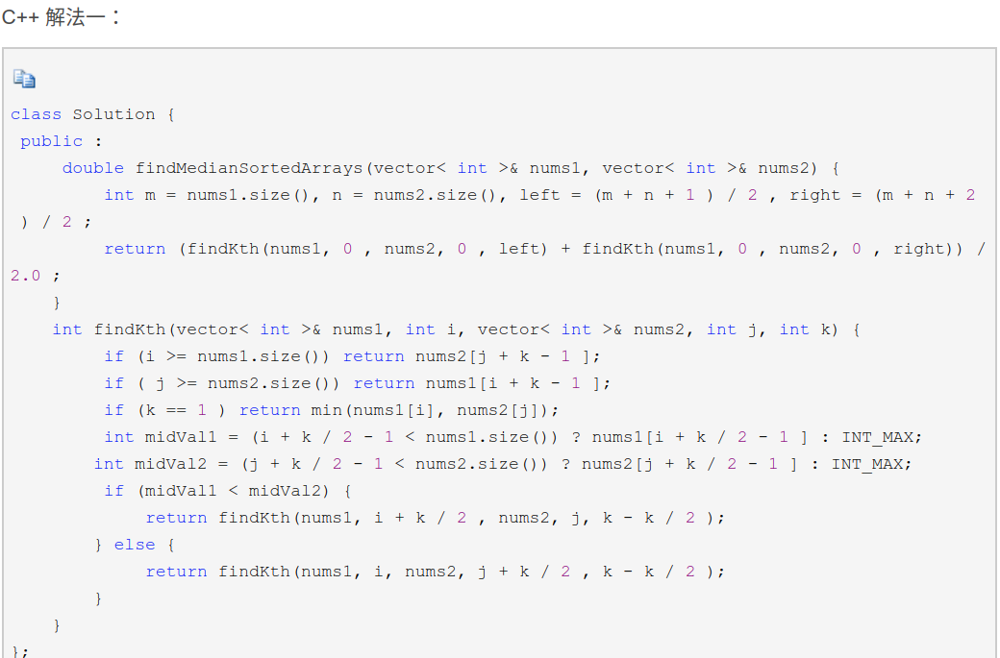 C++ 解法一：
class Solution {
 public :
     double findMedianSortedArrays(vector< int >& nums1, vector< int >& nums2) {
         int m = nums1.size(), n = nums2.size(), left = (m + n + 1 ) / 2 , right = (m + n + 2
 ) / 2 ;
         return (findKth(nums1, 0 , nums2, 0 , left) + findKth(nums1, 0 , nums2, 0 , right)) /
2.0 ;
    }
    int findKth(vector< int >& nums1, int i, vector< int >& nums2, int j, int k) {
         if (i >= nums1.size()) return nums2[j + k - 1 ];
         if ( j >= nums2.size()) return nums1[i + k - 1 ];
         if (k == 1 ) return min(nums1[i], nums2[j]);
         int midVal1 = (i + k / 2 - 1 < nums1.size()) ? nums1[i + k / 2 - 1 ] : INT_MAX;
        int midVal2 = (j + k / 2 - 1 < nums2.size()) ? nums2[j + k / 2 - 1 ] : INT_MAX;
         if (midVal1 < midVal2) {
             return findKth(nums1, i + k / 2 , nums2, j, k - k / 2 );
        } else {
             return findKth(nums1, i, nums2, j + k / 2 , k - k / 2 );
        }
    }
};